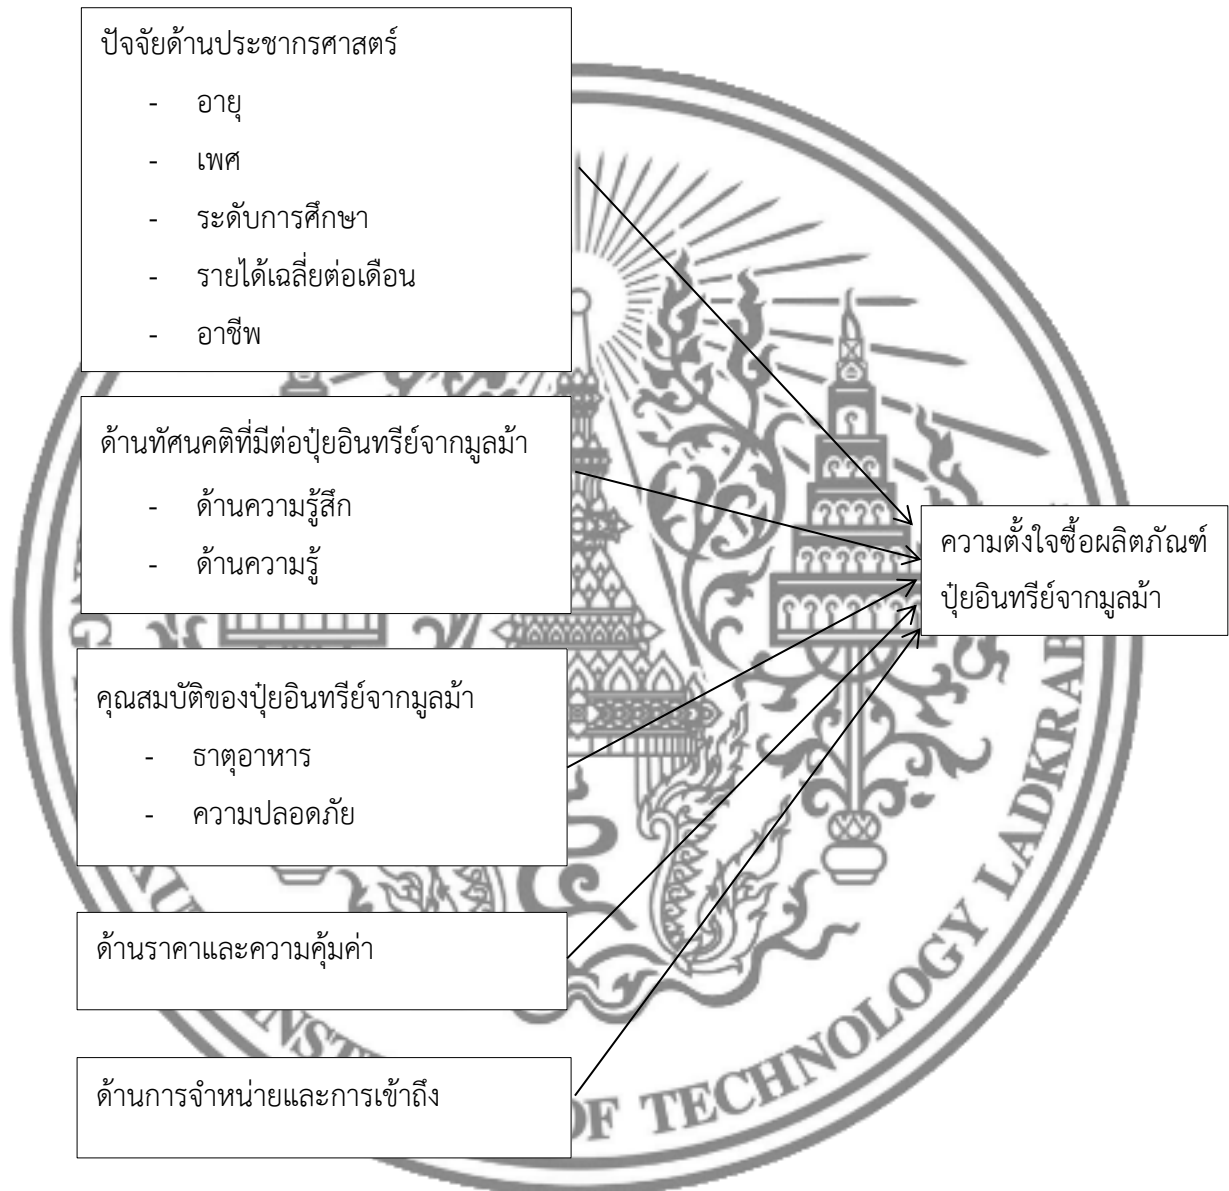 ปัจจัยด้านประชากรศาสตร์
- อายุ
- เพศ
- ระดับการศึกษา
- รายได้เฉลี่ยต่อเดือน
- อาชีพ
ด้านทัศนคติที่มีต่อปุ๋ยอินทรีย์จากมูลม้า
- ด้านความรู้สึก
- ด้านความรู้
ความตั้งใจซื้อผลิตภัณฑ์
ปุ๋ยอินทรีย์จากมูลม้า
คุณสมบัติของปุ๋ยอินทรีย์จากมูลม้า
- ธาตุอาหาร
- ความปลอดภัย
ด้านราคาและความคุ้มค่า
ด้านการจำหน่ายและการเข้าถึง
OF TECHNOLOGY LADKRAB